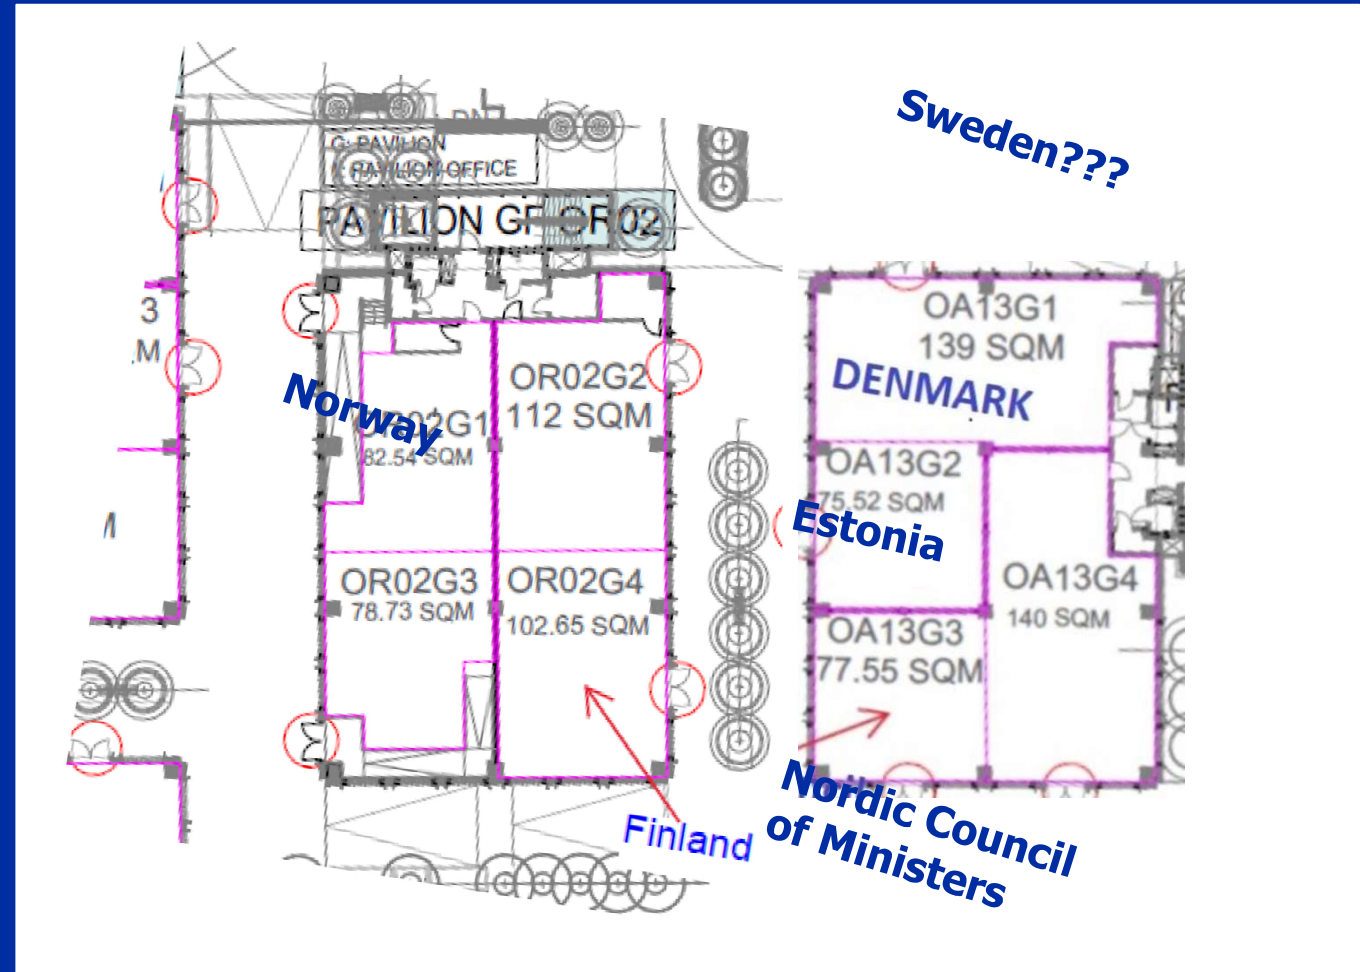 Sweden???
G: PAVILION
PAVILION OFFICE
PAVILION GF OR02
3
M
OR02G1
82.54 SQM
Norway
OR02G2
112 SQM
OR02G3
78.73 SQM
OR02G4
102.65 SQM
Finland
OA13G1
139 SQM
DENMARK
OA13G2
75.52 SQM
Estonia
OA13G3
77.55 SQM
OA13G4
140 SQM
Nordic Council
of Ministers